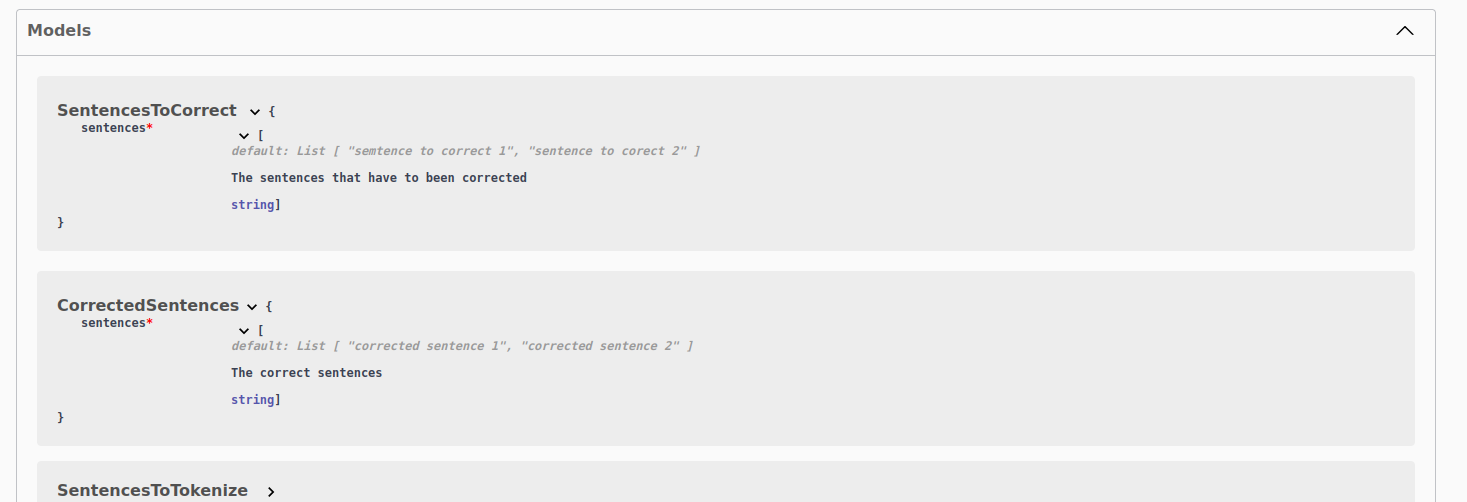 Models
SentencesToCorrect {
sentences*
[
default: List [ "semtence to correct 1", "sentence to corect 2" ]
The sentences that have to been corrected
string]
}
CorrectedSentences {
sentences*
[
default: List [ "corrected sentence 1", "corrected sentence 2" ]
The correct sentences
string]
}
SentencesToTokenize